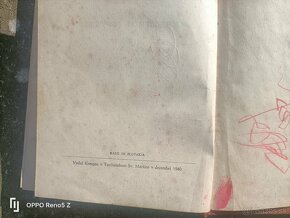 MADE IN SLOVAKIA
Vydal Kompas v Turčianskom Sv. Martine v decembri 1940
OPPO Reno5 Z